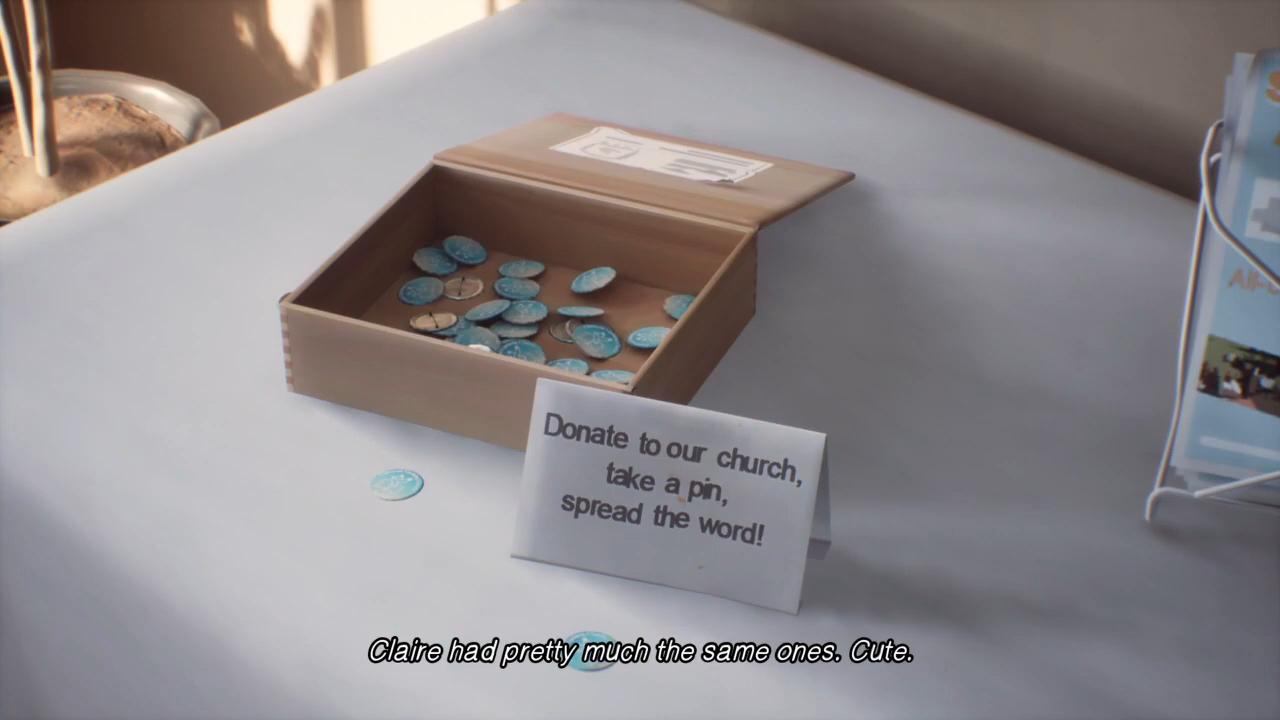 Donate to our church,
take a pin,
spread the word!
Claire had pretty much the same ones. Cute.